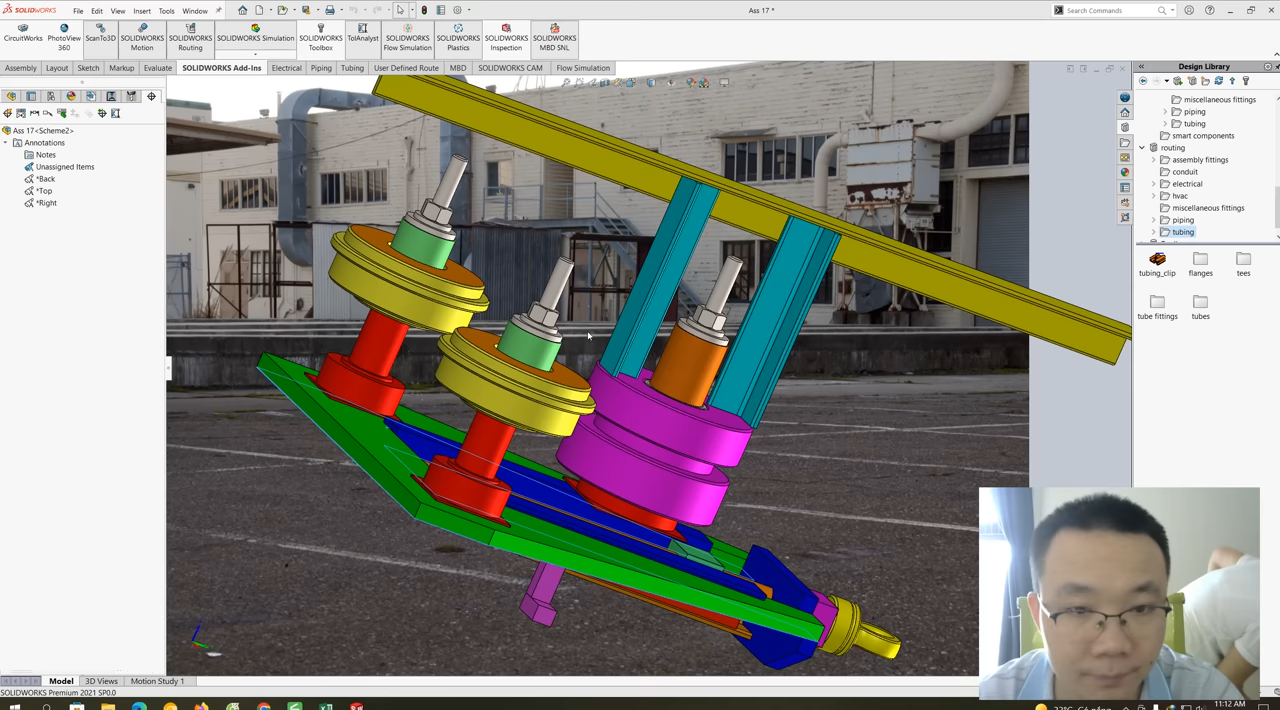 SOLIDWORKS
File
Edit
View
Insert
Tools
Window
Ass 17 *
Search Commands
CircuitWorks
PhotoView 360
ScanTo3D
SOLIDWORKS Motion
SOLIDWORKS Routing
SOLIDWORKS Simulation
SOLIDWORKS Toolbox
TolAnalyst
SOLIDWORKS Flow Simulation
SOLIDWORKS Plastics
SOLIDWORKS Inspection
SOLIDWORKS MBD SNL
Assembly
Layout
Sketch
Markup
Evaluate
SOLIDWORKS Add-Ins
Electrical
Piping
Tubing
User Defined Route
MBD
SOLIDWORKS CAM
Flow Simulation
Design Library
Ass 17<Scheme2>
Annotations
Notes
Unassigned Items
*Back
*Top
*Right
miscellaneous fittings
piping
tubing
smart components
routing
assembly fittings
conduit
electrical
hvac
miscellaneous fittings
piping
tubing
tubing_clip
flanges
tees
tube fittings
tubes
Model
3D Views
Motion Study 1
SOLIDWORKS Premium 2021 SP0.0
11:12 AM